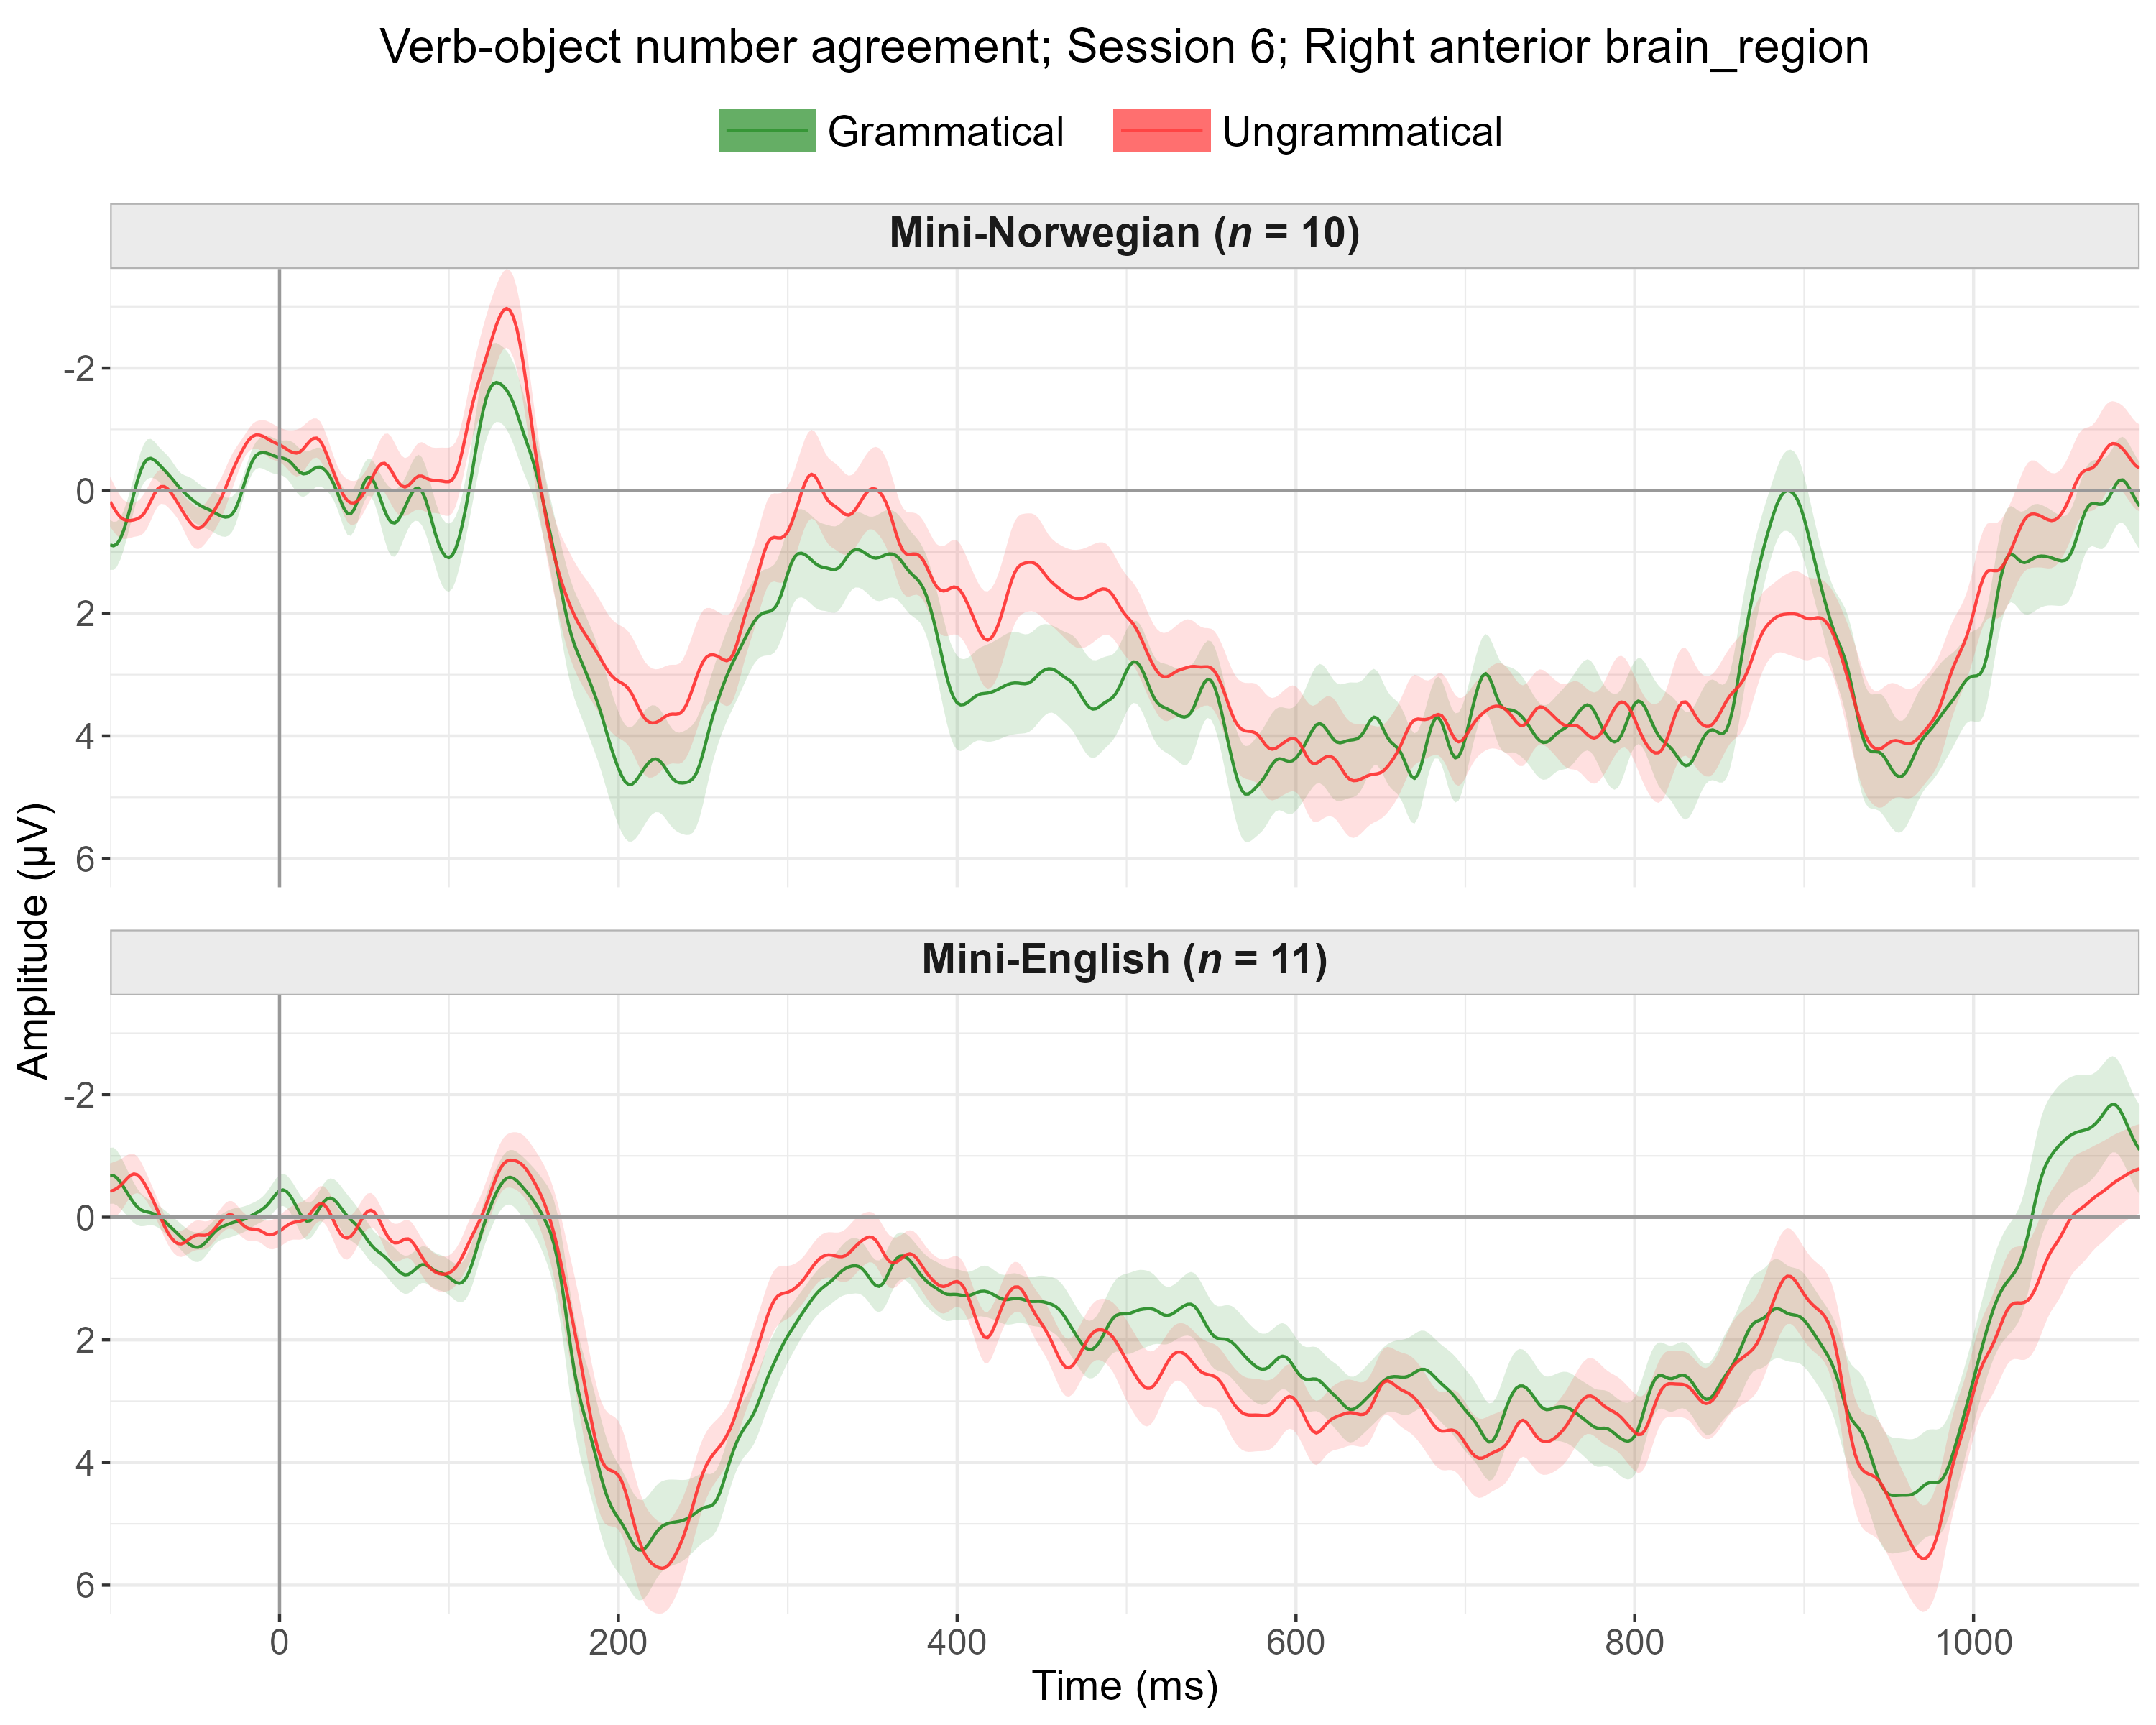 Verb-object number agreement; Session 6; Right anterior brain_region
Grammatical Ungrammatical
Mini-Norwegian (n = 10)
-2
0
2
4
6
Mini-English (n = 11)
-2
0
2
4
6
Amplitude (µV)
0 200 400 600 800 1000
Time (ms)